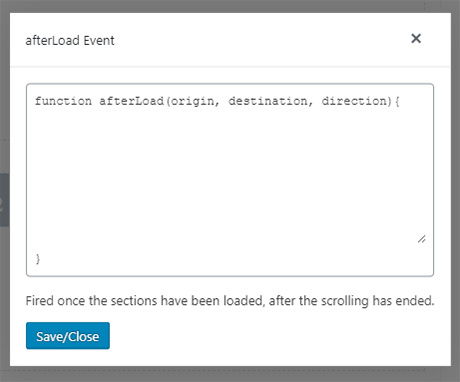 afterLoad Event
×
function afterLoad(origin, destination, direction){
}
Fired once the sections have been loaded, after the scrolling has ended.
Save/Close